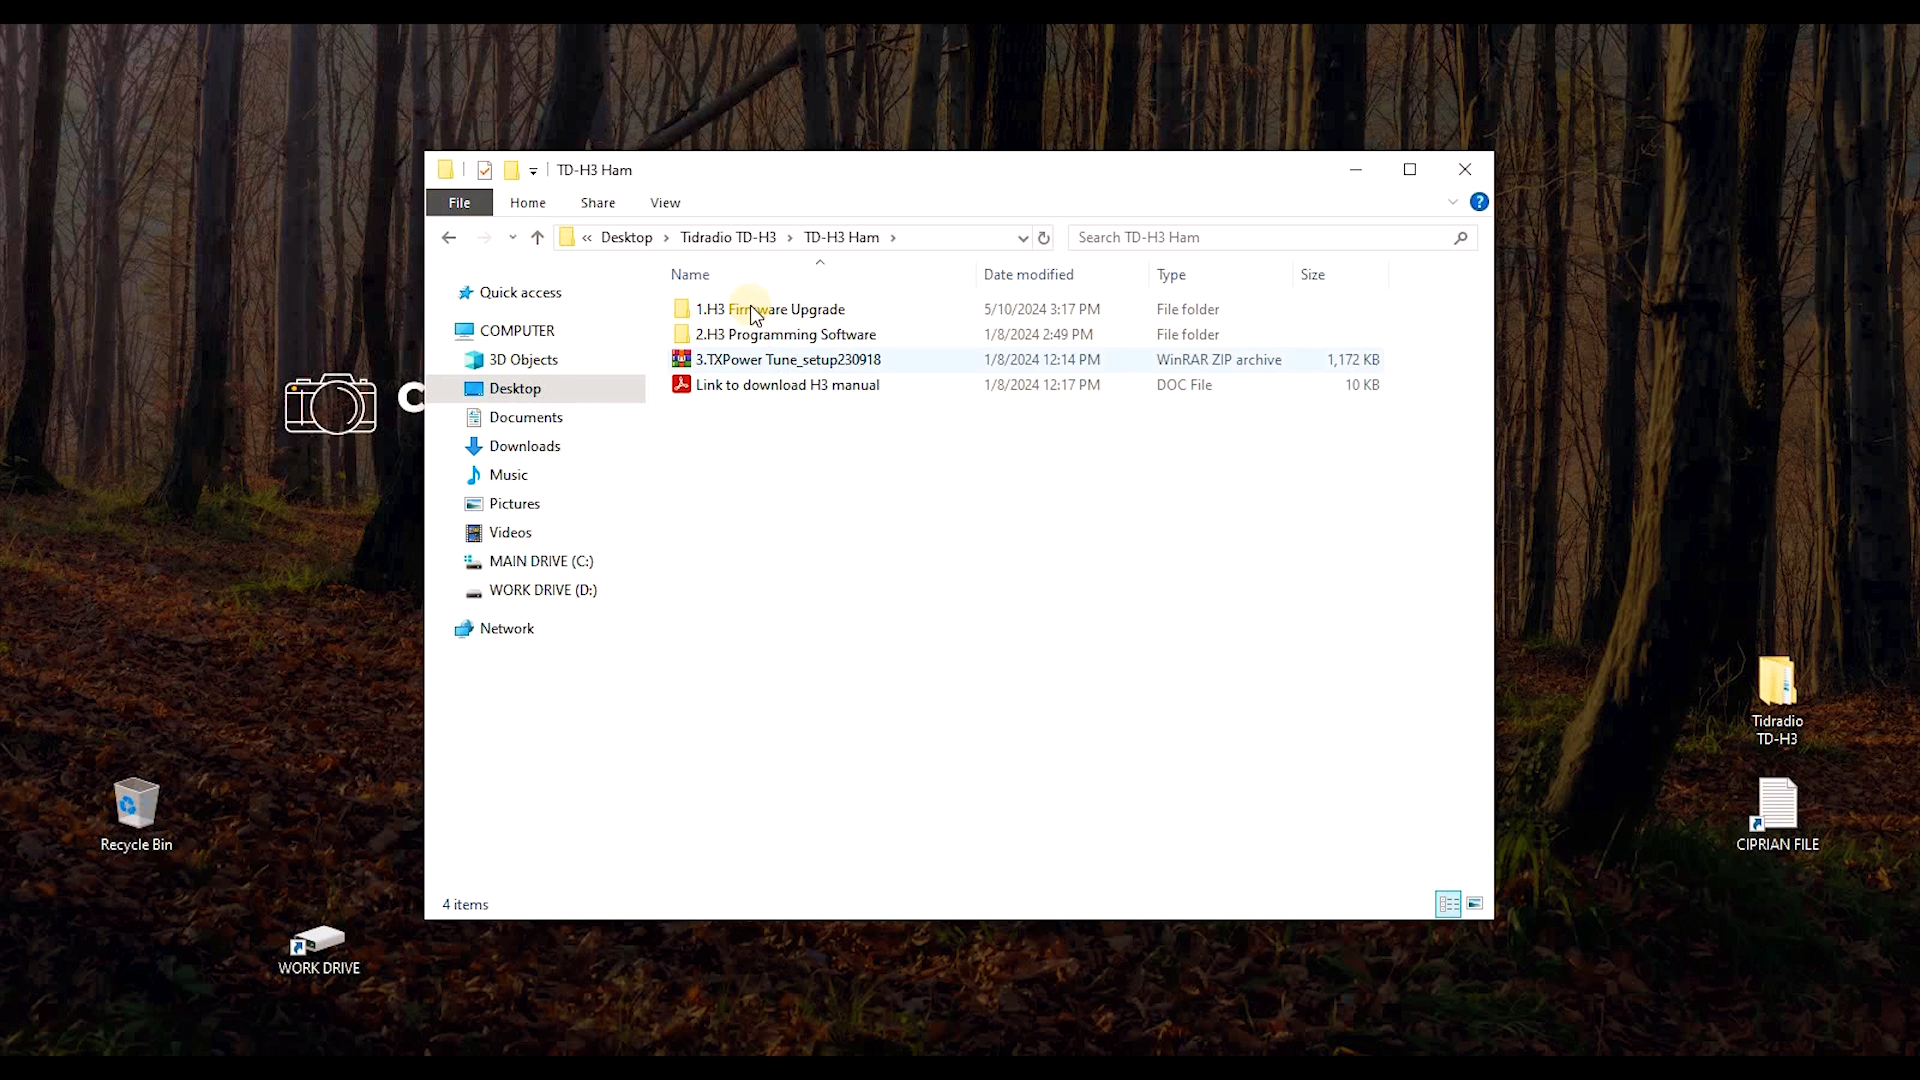 TD-H3 Ham
File Home Share View
« Desktop › Tidradio TD-H3 › TD-H3 Ham ›
Search TD-H3 Ham
Name Date modified Type Size
1.H3 Firmware Upgrade 5/10/2024 3:17 PM File folder
2.H3 Programming Software 1/8/2024 2:49 PM File folder
3.TXPower Tune_setup230918 1/8/2024 12:14 PM WinRAR ZIP archive 1,172 KB
Link to download H3 manual 1/8/2024 12:17 PM DOC File 10 KB
Quick access
COMPUTER
3D Objects
Desktop
Documents
Downloads
Music
Pictures
Videos
MAIN DRIVE (C:)
WORK DRIVE (D:)
Network
4 items
Recycle Bin
WORK DRIVE
Tidradio
TD-H3
CIPRIAN FILE